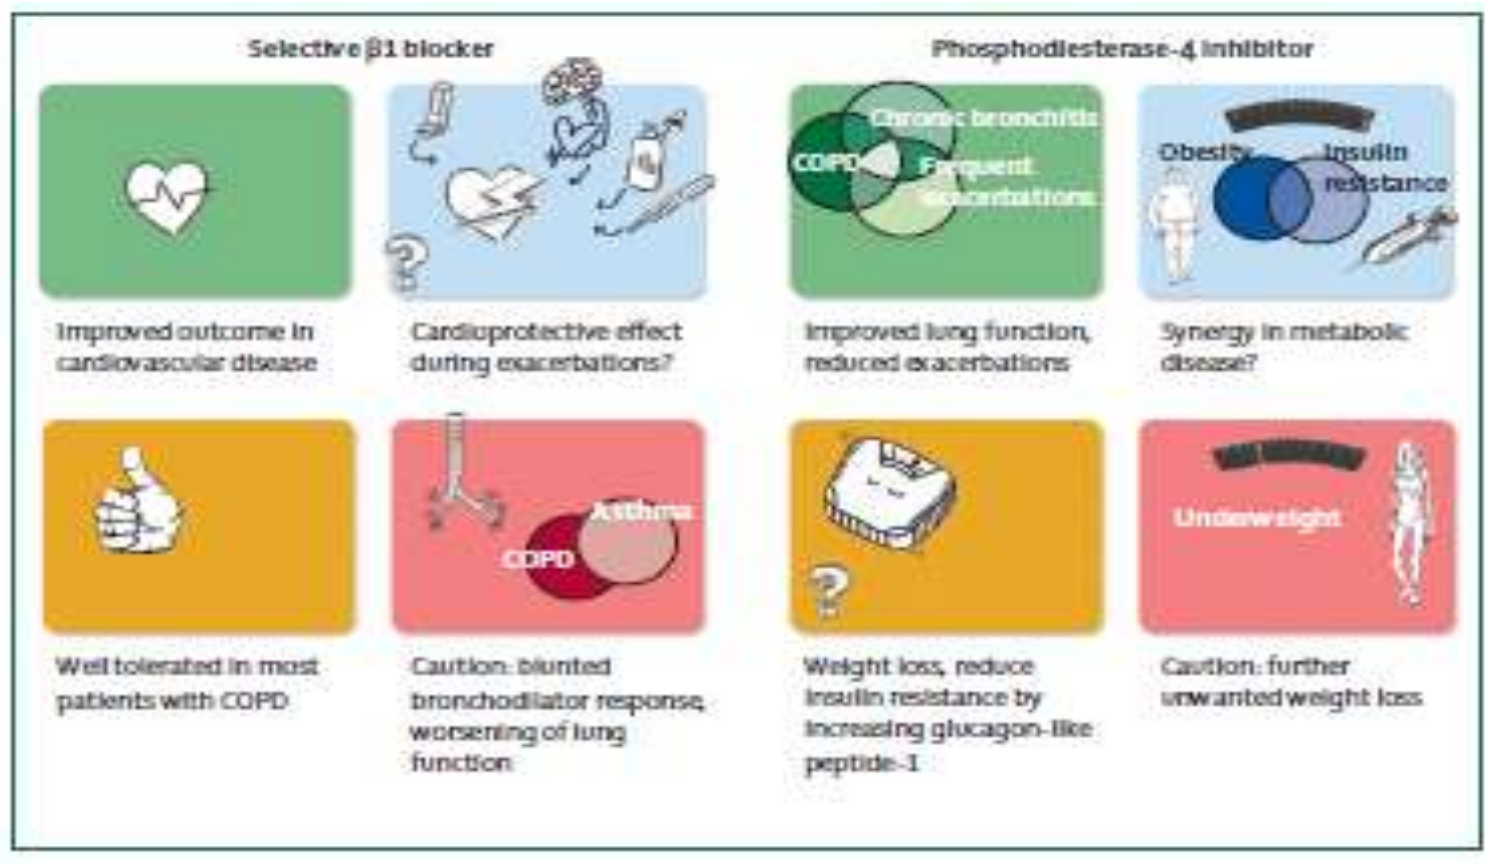 Selective β1 blocker
Improved outcome in
cardiovascular disease
Cardioprotective effect
during exacerbations?
Well tolerated in most
patients with COPD
COPD
Asthma
Caution: blunted
bronchodilator response,
worsening of lung
function
Phosphodiesterase-4 inhibitor
Chronic bronchitis
COPD
Frequent
exacerbations
Improved lung function,
reduced exacerbations
Obesity
Insulin
resistance
Synergy in metabolic
disease?
Weight loss, reduce
insulin resistance by
increasing glucagon-like
peptide-1
Underweight
Caution: further
unwanted weight loss